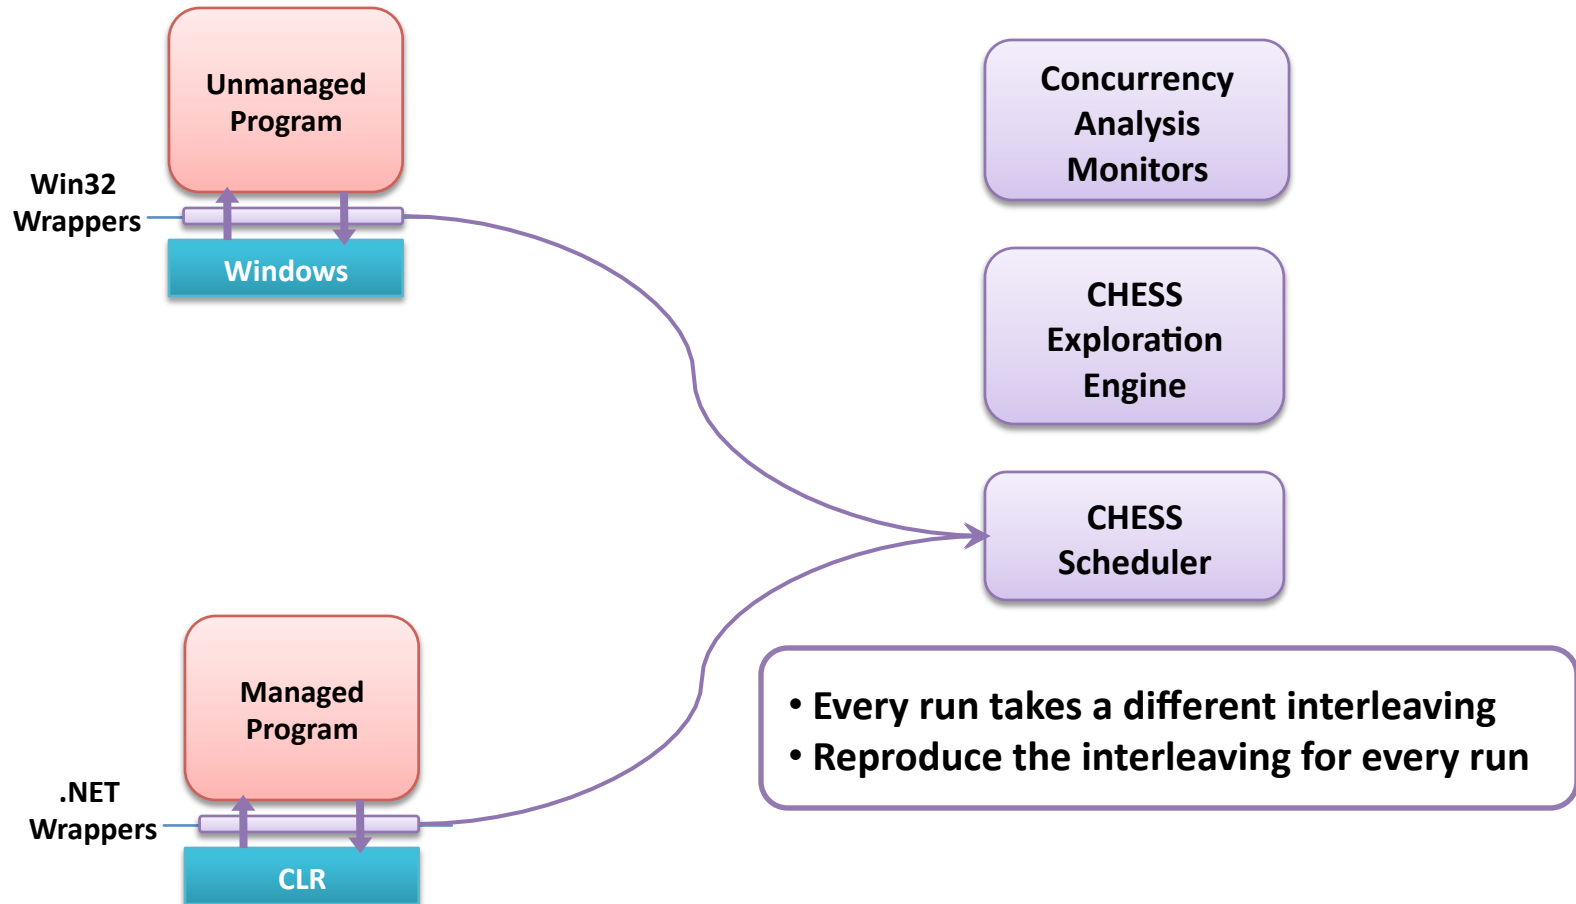 Unmanaged
Program
Win32
Wrappers
Windows
Concurrency
Analysis
Monitors
CHESS
Exploration
Engine
CHESS
Scheduler
Managed
Program
.NET
Wrappers
CLR
• Every run takes a different interleaving
• Reproduce the interleaving for every run